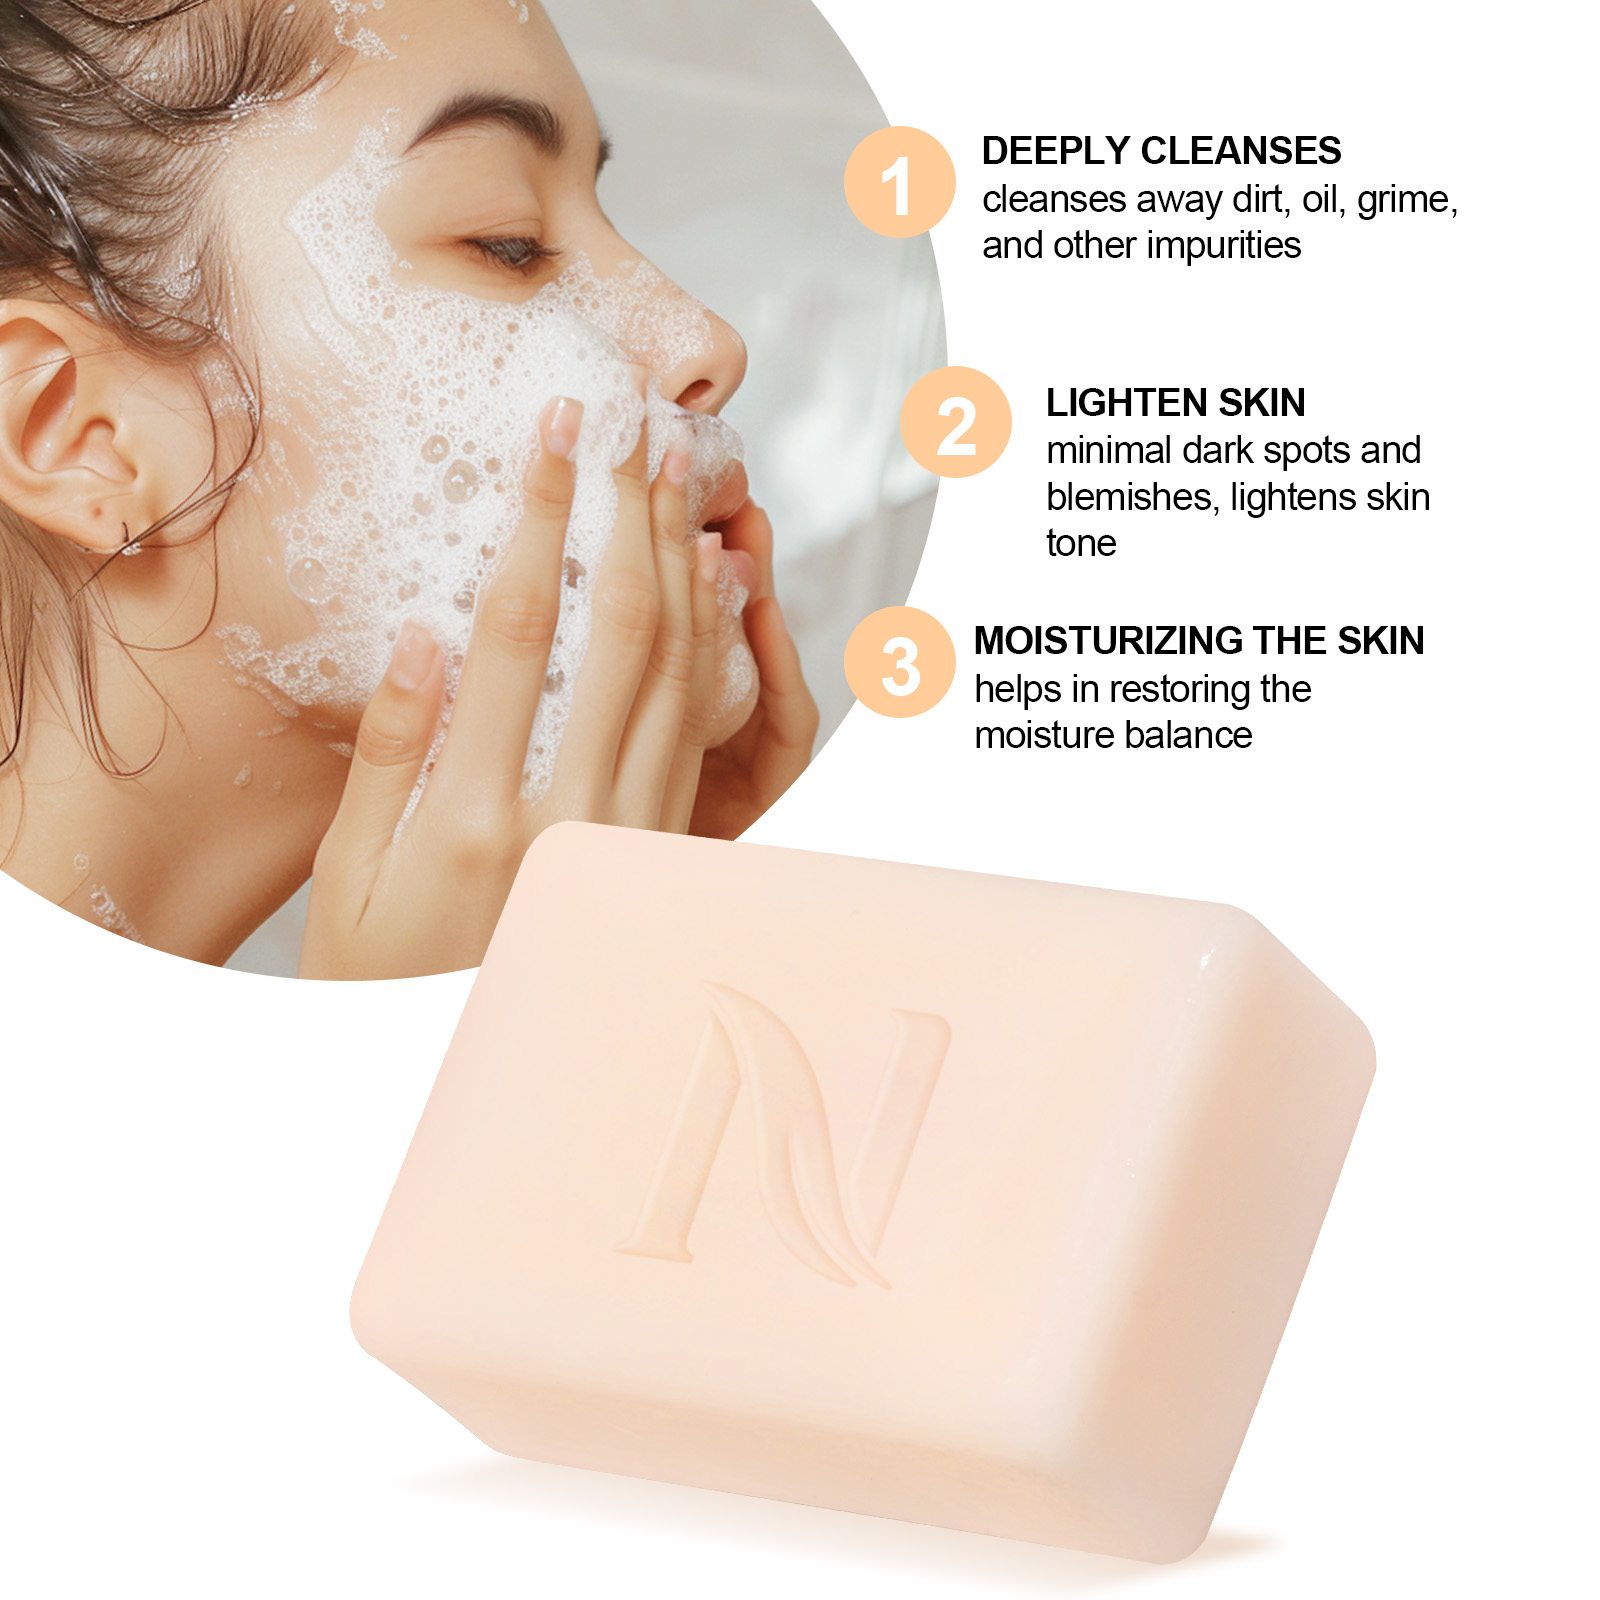 1
DEEPLY CLEANSES
cleanses away dirt, oil, grime,
and other impurities
2
LIGHTEN SKIN
minimal dark spots and
blemishes, lightens skin
tone
3
MOISTURIZING THE SKIN
helps in restoring the
moisture balance
N